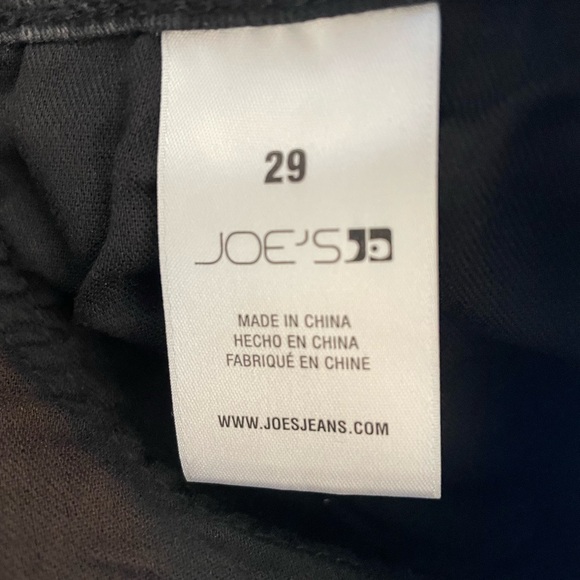 29
JOE'S
MADE IN CHINA
HECHO EN CHINA
FABRIQUÉ EN CHINE
WWW.JOESJEANS.COM